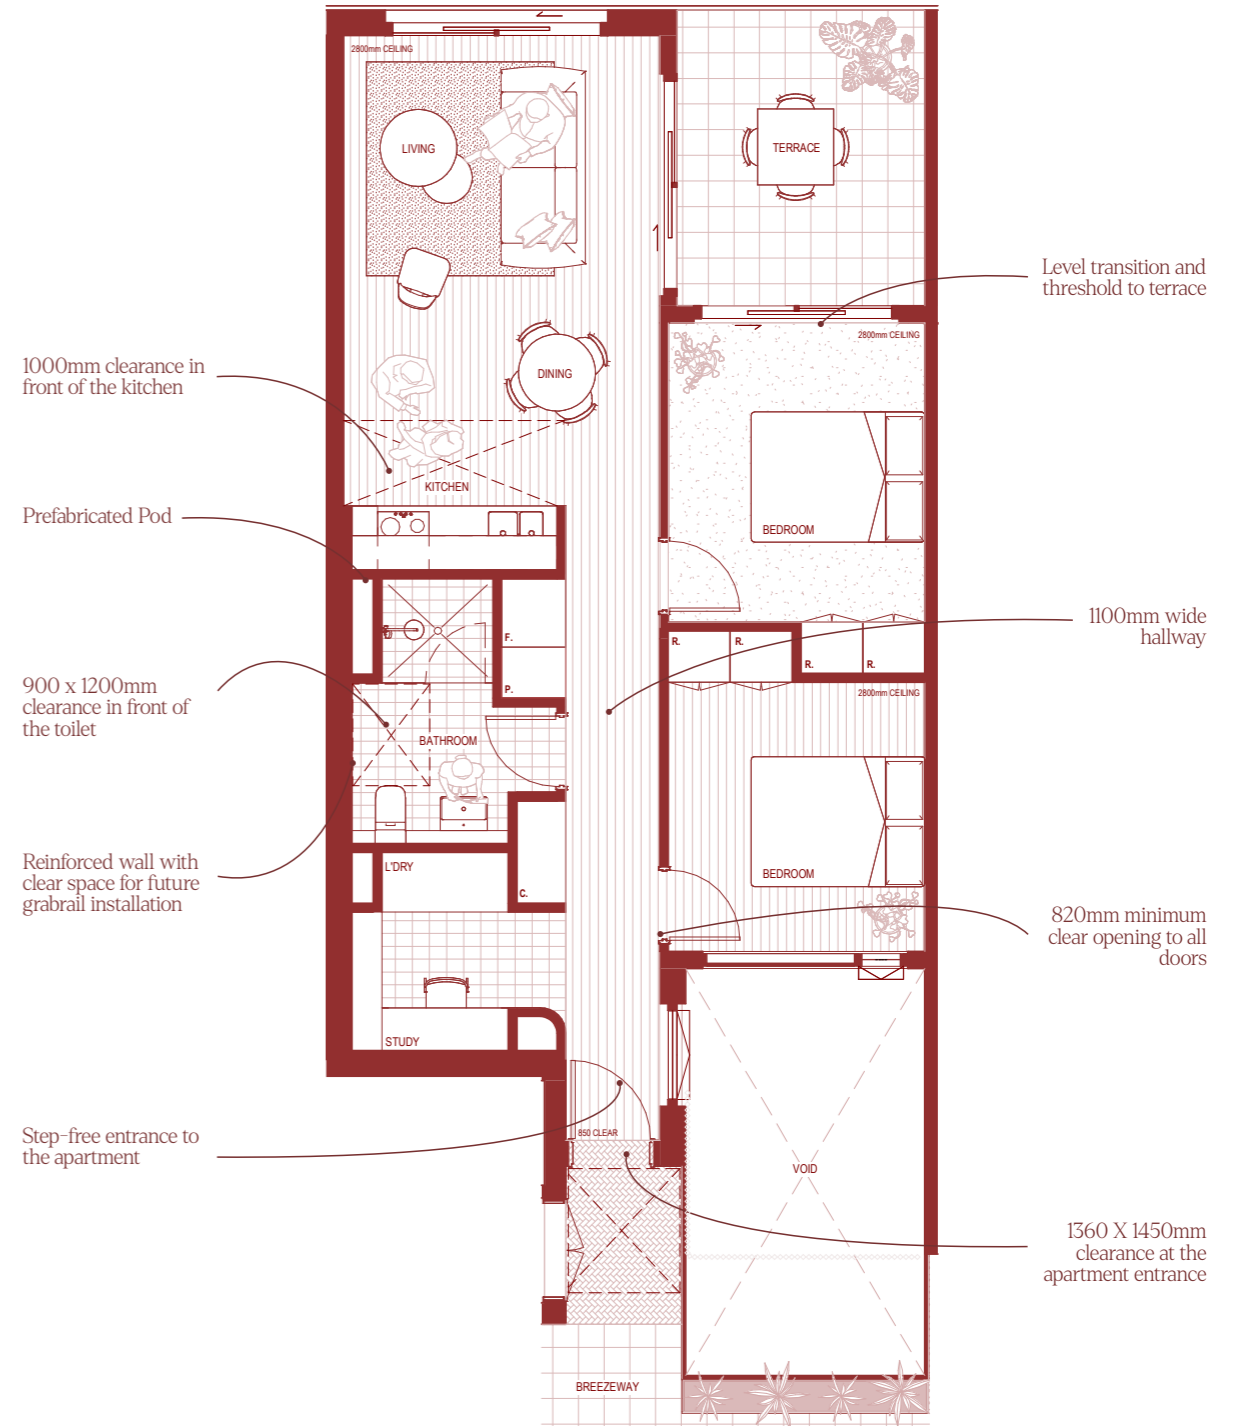 2800mm CEILING
LIVING
TERRACE
Level transition and
threshold to terrace
2800mm CEILING
1000mm clearance in
front of the kitchen
DINING
KITCHEN
Prefabricated Pod
BEDROOM
1100mm wide
hallway
F.
P.
R.
R.
R.
R.
900 x 1200mm
clearance in front of
the toilet
2800mm CEILING
BATHROOM
Reinforced wall with
clear space for future
grabrail installation
L'DRY
C.
BEDROOM
820mm minimum
clear opening to all
doors
STUDY
Step-free entrance to
the apartment
850 CLEAR
VOID
1360 X 1450mm
clearance at the
apartment entrance
BREEZEWAY